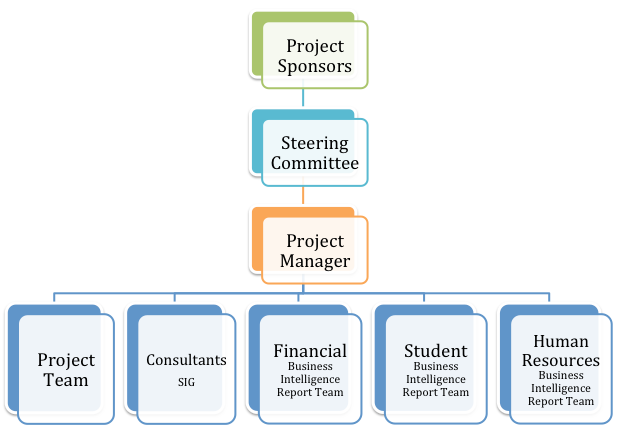 Project
Sponsors
Steering
Committee
Project
Manager
Project
Team
Consultants
SIG
Financial
Business
Intelligence
Report Team
Student
Business
Intelligence
Report Team
Human
Resources
Business
Intelligence
Report Team